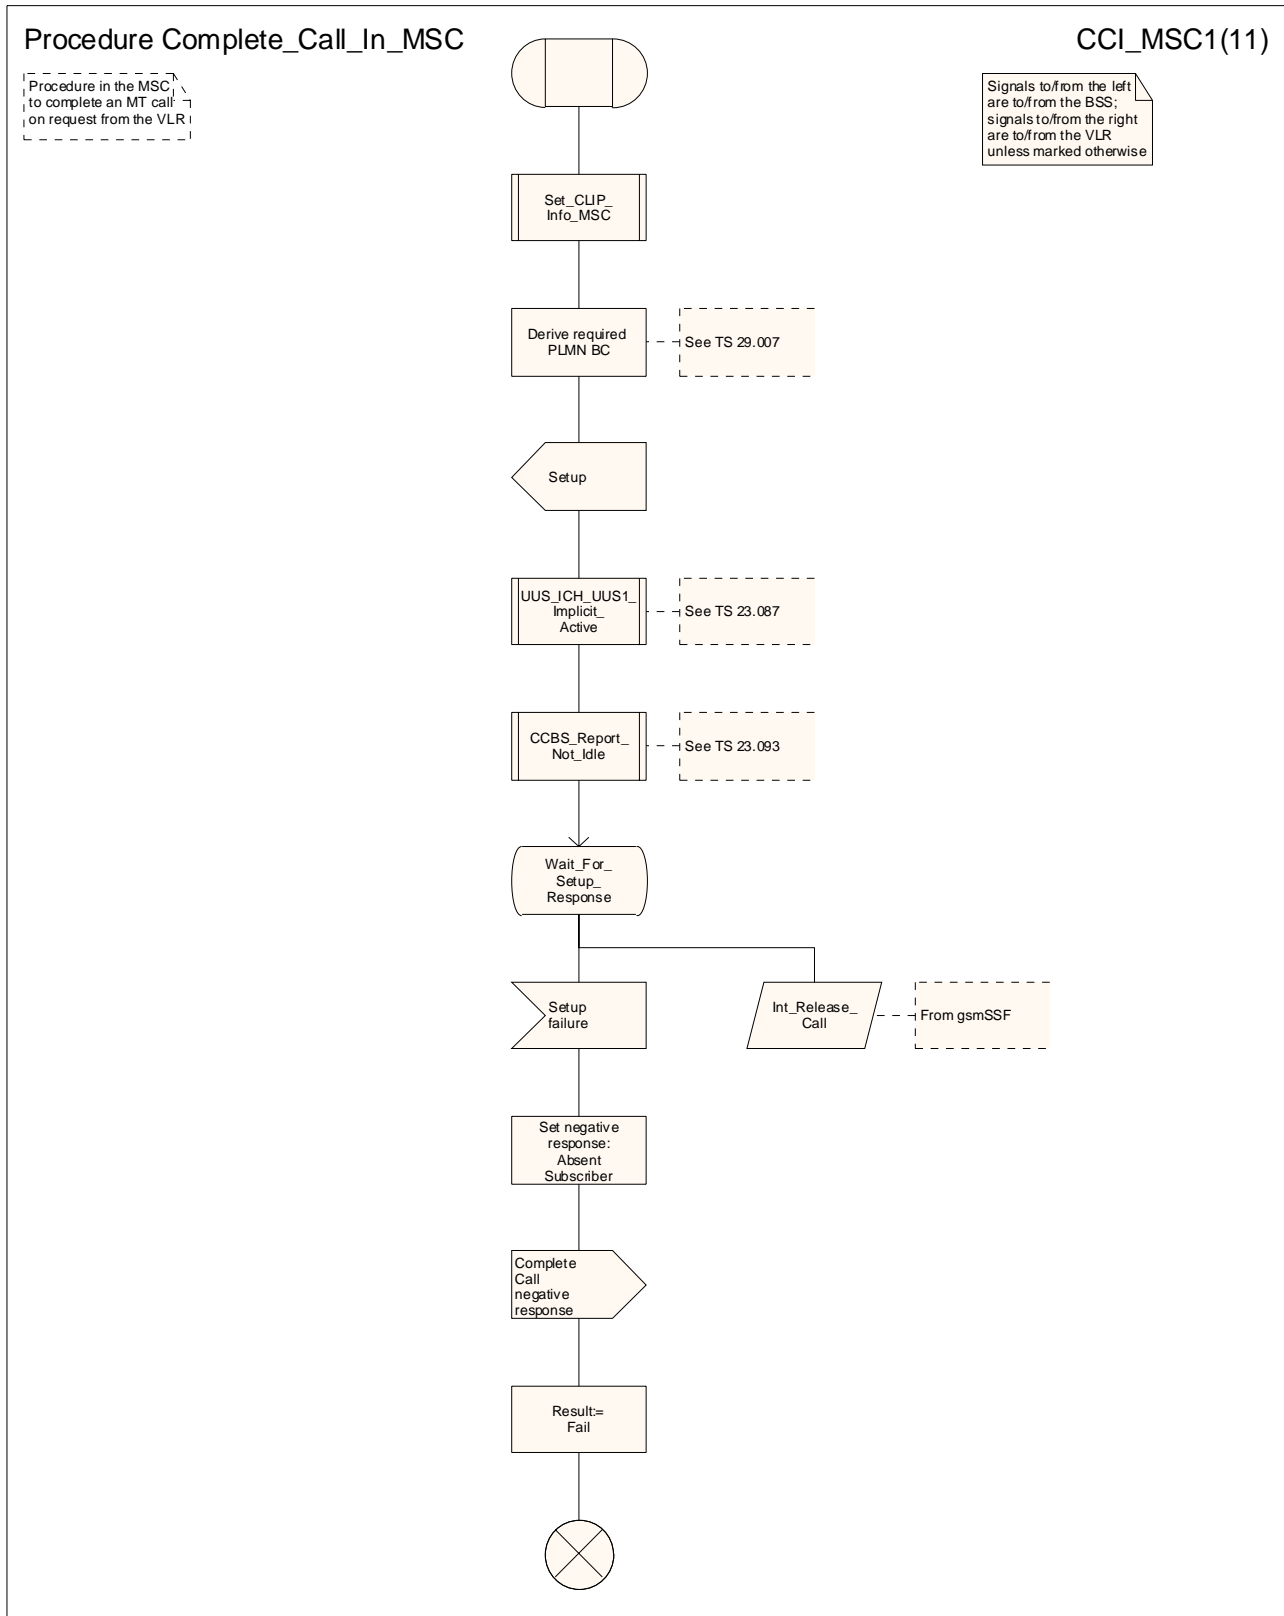 Procedure Complete_Call_In_MSC
CCI_MSC1(11)
Procedure in the MSC
to complete an MT call
on request from the VLR
Signals to/from the left
are to/from the BSS;
signals to/from the right
are to/from the VLR
unless marked otherwise
Set_CLIP_
Info_MSC
Derive required
PLMN BC
See TS 29.007
Setup
UUS_ICH_UUS1_
Implicit_
Active
See TS 23.087
CCBS_Report_
Not_Idle
See TS 23.093
Wait_For_
Setup_
Response
Setup
failure
Int_Release_
Call
From gsmSSF
Set negative
response:
Absent
Subscriber
Complete
Call
negative
response
Result:=
Fail